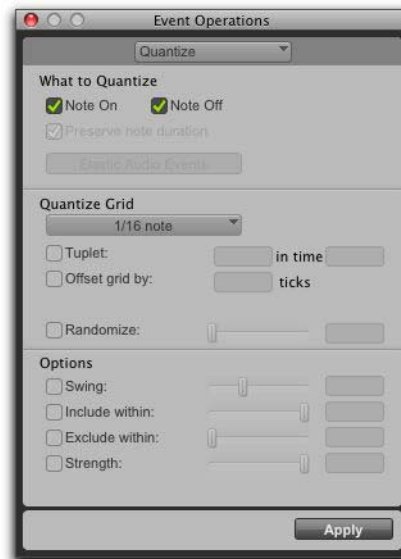 Event Operations
Quantize
What to Quantize
Note On Note Off
Preserve note duration
Elastic Audio Events
Quantize Grid
1/16 note
Tuplet: in time
Offset grid by: ticks
Randomize:
Options
Swing:
Include within:
Exclude within:
Strength:
Apply